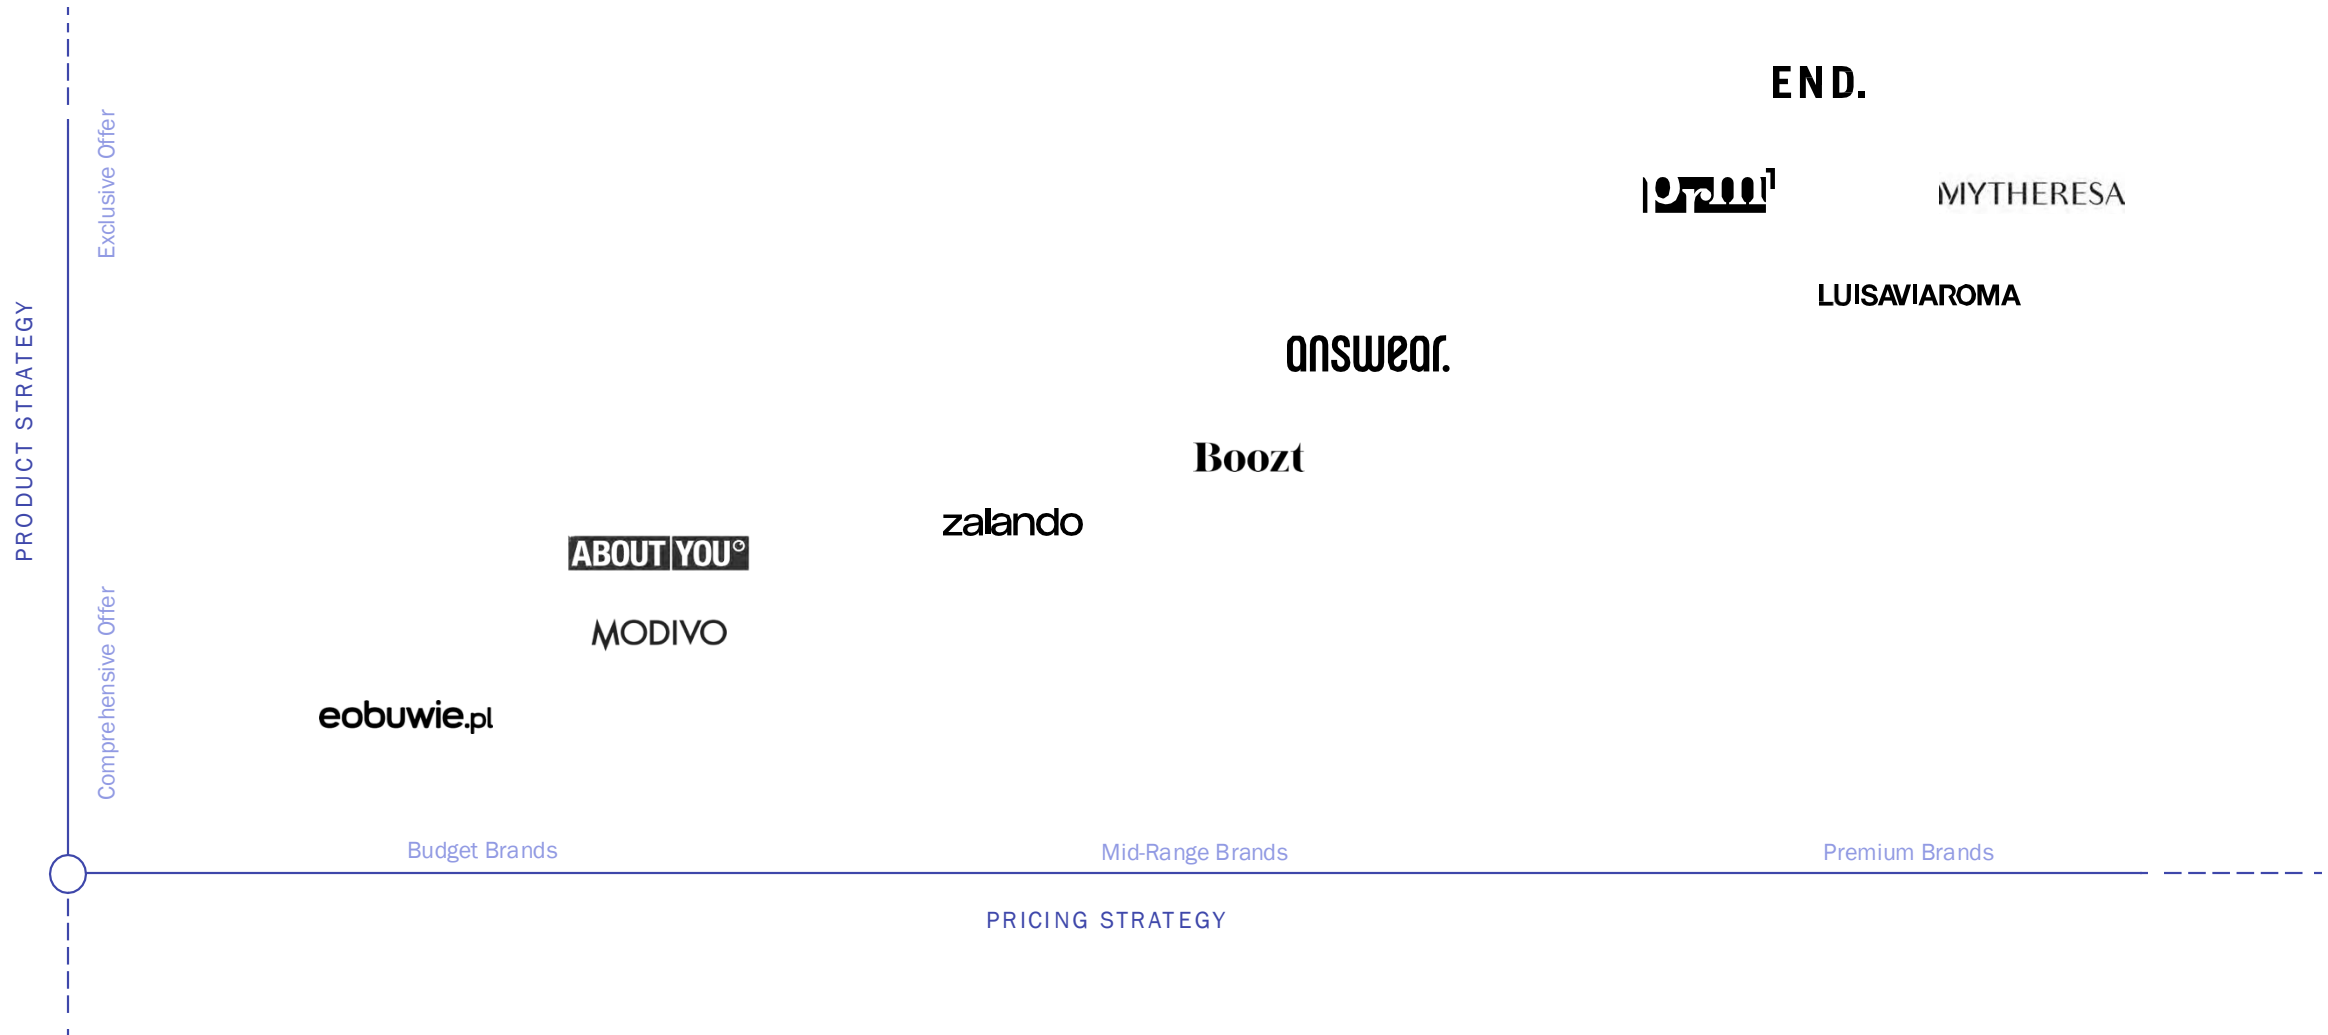 END.
Exclusive Offer
prm
MYTHERESA
LUISAVIAROMA
PRODUCT STRATEGY
answear.
Boozt
zalando
ABOUT YOU°
Comprehensive Offer
MODIVO
eobuwie.pl
Budget Brands
Mid-Range Brands
Premium Brands
PRICING STRATEGY